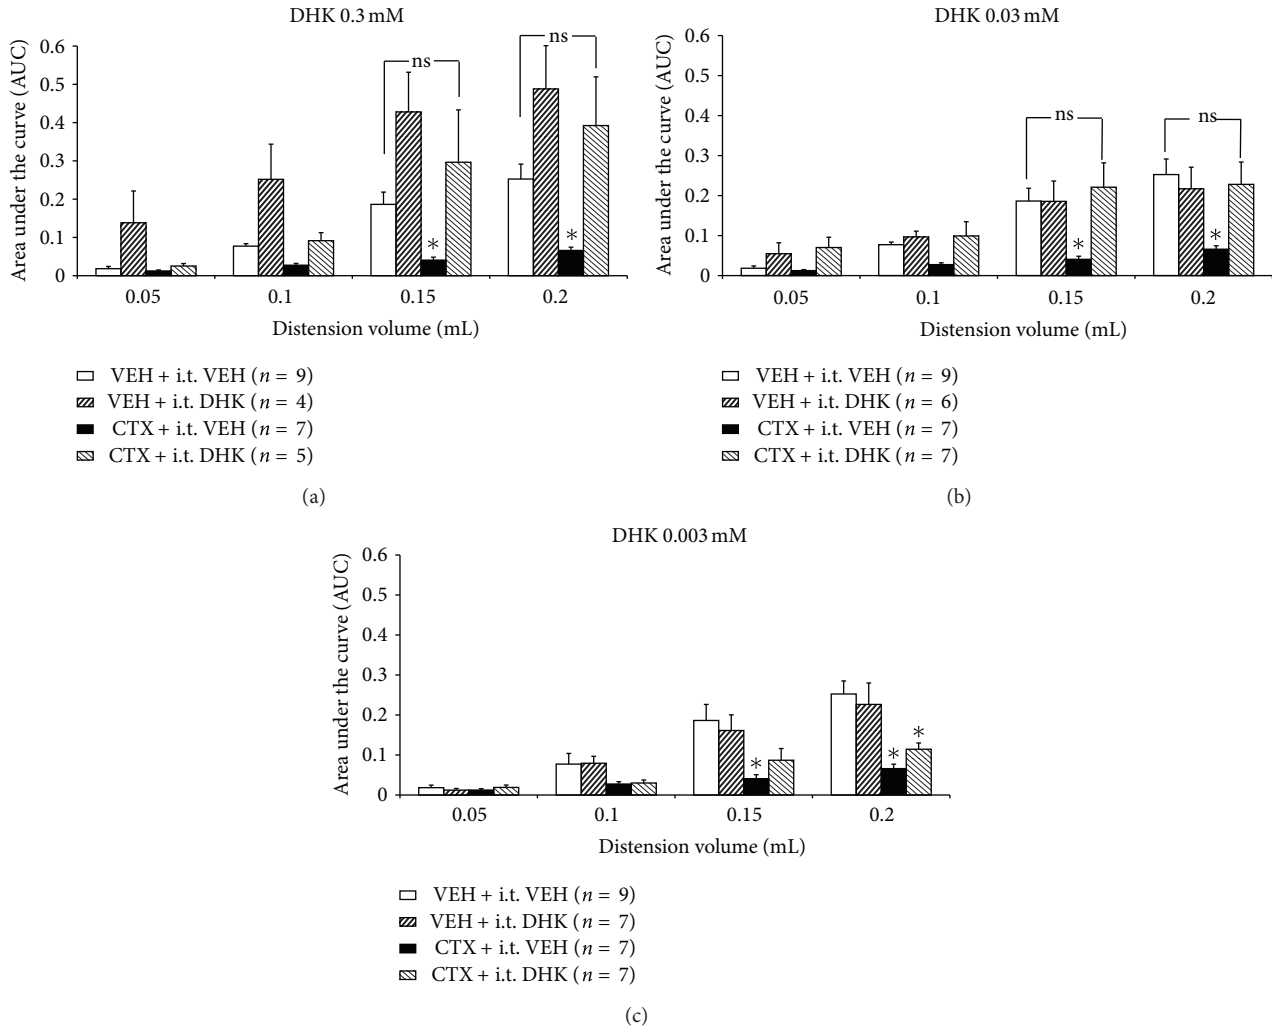 DHK 0.3 mM
Area under the curve (AUC)
0.6
0.5
0.4
0.3
0.2
0.1
0
ns
ns
*
*
0.05 0.1 0.15 0.2
Distension volume (mL)
VEH + i.t. VEH (n = 9)
VEH + i.t. DHK (n = 4)
CTX + i.t. VEH (n = 7)
CTX + i.t. DHK (n = 5)
(a)
DHK 0.03 mM
Area under the curve (AUC)
0.6
0.5
0.4
0.3
0.2
0.1
0
ns
ns
*
*
0.05 0.1 0.15 0.2
Distension volume (mL)
VEH + i.t. VEH (n = 9)
VEH + i.t. DHK (n = 6)
CTX + i.t. VEH (n = 7)
CTX + i.t. DHK (n = 7)
(b)
DHK 0.003 mM
Area under the curve (AUC)
0.6
0.5
0.4
0.3
0.2
0.1
0
*
*
*
0.05 0.1 0.15 0.2
Distension volume (mL)
VEH + i.t. VEH (n = 9)
VEH + i.t. DHK (n = 7)
CTX + i.t. VEH (n = 7)
CTX + i.t. DHK (n = 7)
(c)